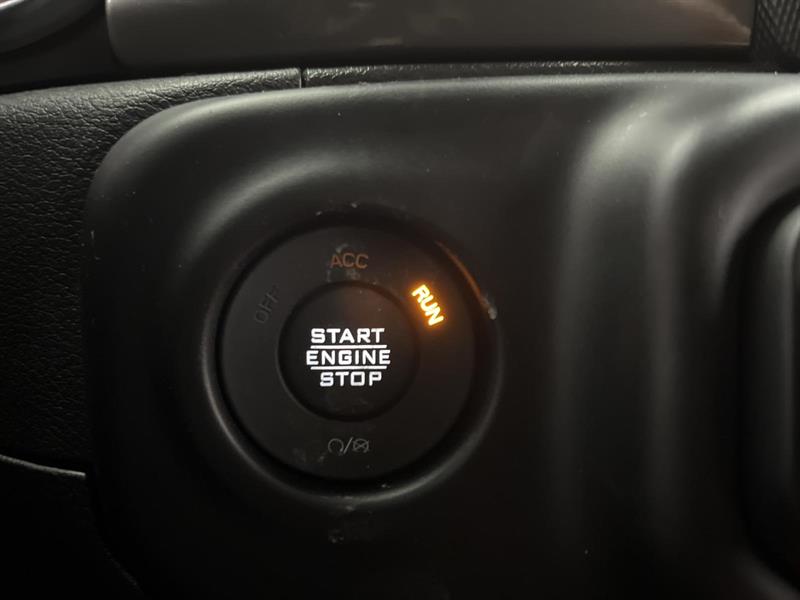 ACC
OFF
RUN
START
ENGINE
STOP